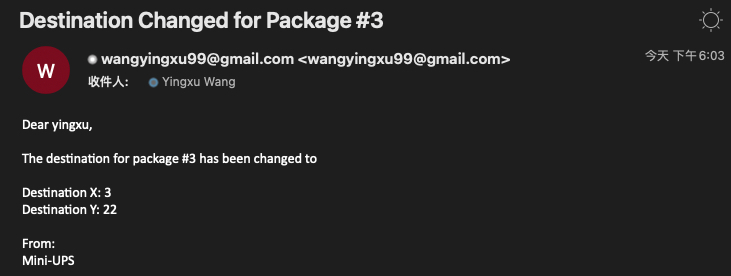 Destination Changed for Package #3
W
wangyingxu99@gmail.com <wangyingxu99@gmail.com>
今天 下午6:03
收件人: Yingxu Wang
Dear yingxu,
The destination for package #3 has been changed to
Destination X: 3
Destination Y: 22
From:
Mini-UPS